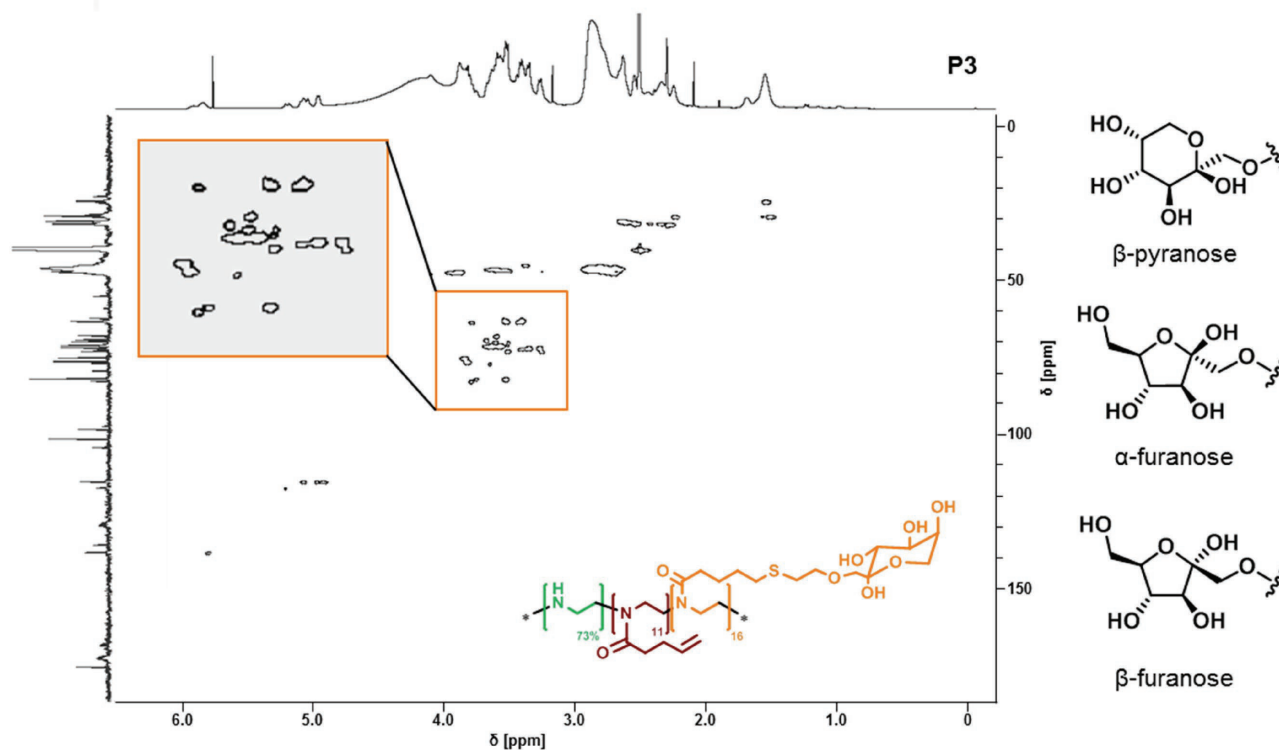 P3
0
50
100
150
δ [ppm]
6.0 5.0 4.0 3.0 2.0 1.0 0
δ [ppm]
HO
O
O
HO
OH
OH
β-pyranose
HO
O
OH
O
HO
OH
α-furanose
HO
O
OH
O
HO
OH
β-furanose
OH
OH
HO
O
S
O
O
OH
H
N
N
N
*
73%
11
16
*
O